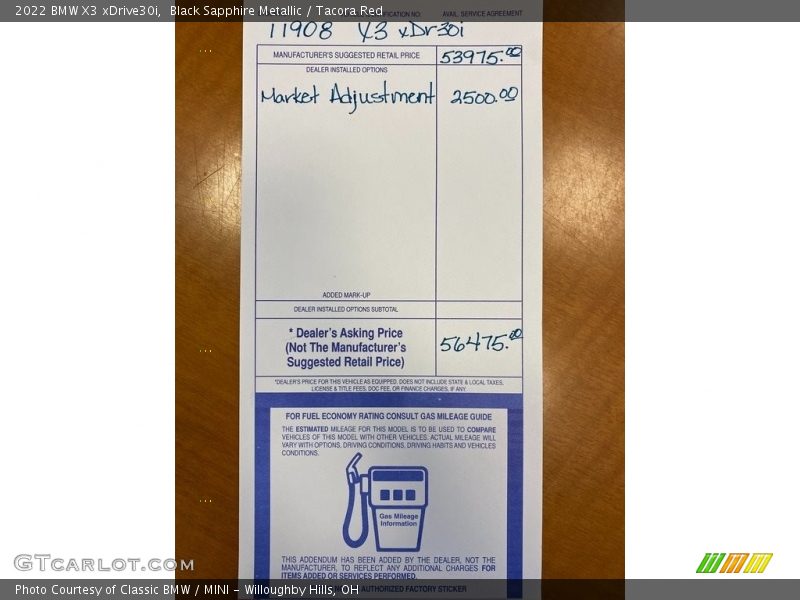 2022 BMW X3 xDrive30i, Black Sapphire Metallic / Tacora Red
IFICATION NO. AVAIL. SERVICE AGREEMENT
11908 X3 xDr30i
MANUFACTURER'S SUGGESTED RETAIL PRICE 53975.00
DEALER INSTALLED OPTIONS
Market Adjustment 2500.00
ADDED MARK-UP
DEALER INSTALLED OPTIONS SUBTOTAL
* Dealer's Asking Price
(Not The Manufacturer's
Suggested Retail Price)
56475.00
*DEALER'S PRICE FOR THIS VEHICLE AS EQUIPPED. DOES NOT INCLUDE STATE & LOCAL TAXES,
LICENSE & TITLE FEES, DOC FEE, OR FINANCE CHARGES, IF ANY.
FOR FUEL ECONOMY RATING CONSULT GAS MILEAGE GUIDE
THE ESTIMATED MILEAGE FOR THIS MODEL IS TO BE USED TO COMPARE
VEHICLES OF THIS MODEL WITH OTHER VEHICLES. ACTUAL MILEAGE WILL
VARY WITH OPTIONS, DRIVING CONDITIONS, DRIVING HABITS AND VEHICLES
CONDITIONS.
Gas Mileage
Information
THIS ADDENDUM HAS BEEN ADDED BY THE DEALER, NOT THE
MANUFACTURER, TO REFLECT ANY ADDITIONAL CHARGES FOR
ITEMS ADDED OR SERVICES PERFORMED.
AUTHORIZED FACTORY STICKER
GTCARLOT.COM
Photo Courtesy of Classic BMW / MINI - Willoughby Hills, OH